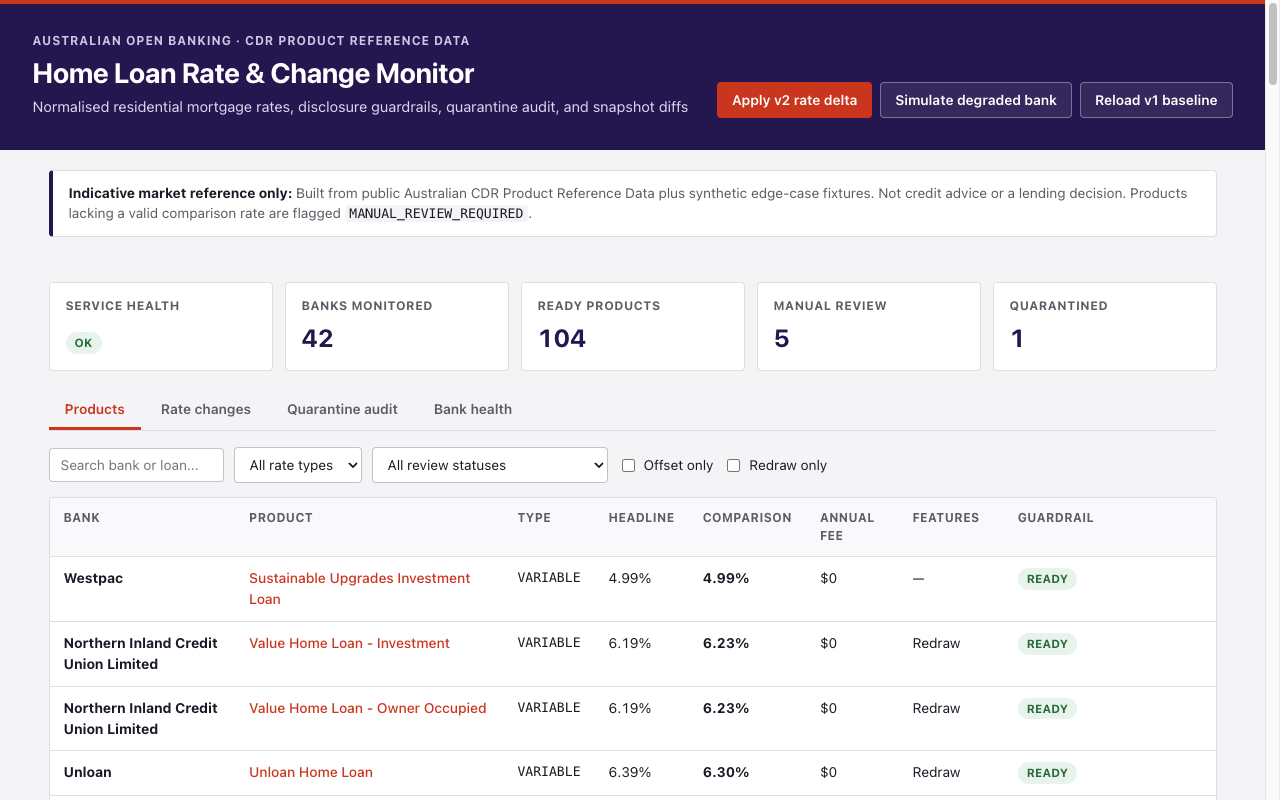 AUSTRALIAN OPEN BANKING · CDR PRODUCT REFERENCE DATA
Home Loan Rate & Change Monitor
Normalised residential mortgage rates, disclosure guardrails, quarantine audit, and snapshot diffs
Apply v2 rate delta
Simulate degraded bank
Reload v1 baseline
Indicative market reference only: Built from public Australian CDR Product Reference Data plus synthetic edge-case fixtures. Not credit advice or a lending decision. Products
lacking a valid comparison rate are flagged MANUAL_REVIEW_REQUIRED .
SERVICE HEALTH
OK
BANKS MONITORED
42
READY PRODUCTS
104
MANUAL REVIEW
5
QUARANTINED
1
Products Rate changes Quarantine audit Bank health
Search bank or loan... All rate types All review statuses Offset only Redraw only
BANK PRODUCT TYPE HEADLINE COMPARISON ANNUAL FEE FEATURES GUARDRAIL
Westpac Sustainable Upgrades Investment VARIABLE 4.99% 4.99% $0 — READY
Loan
Northern Inland Credit Value Home Loan - Investment VARIABLE 6.19% 6.23% $0 Redraw READY
Union Limited
Northern Inland Credit Value Home Loan - Owner Occupied VARIABLE 6.19% 6.23% $0 Redraw READY
Union Limited
Unloan Unloan Home Loan VARIABLE 6.39% 6.30% $0 Redraw READY